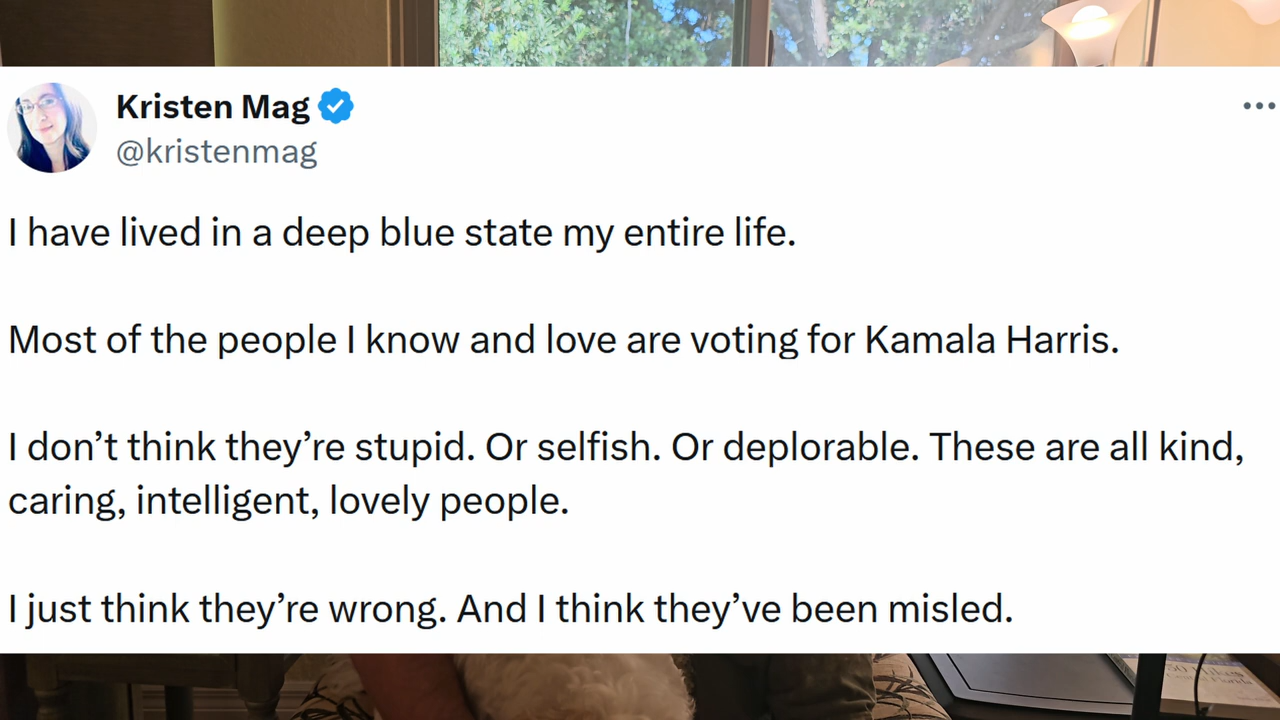 Kristen Mag
@kristenmag
I have lived in a deep blue state my entire life.
Most of the people I know and love are voting for Kamala Harris.
I don’t think they’re stupid. Or selfish. Or deplorable. These are all kind,
caring, intelligent, lovely people.
I just think they’re wrong. And I think they’ve been misled.